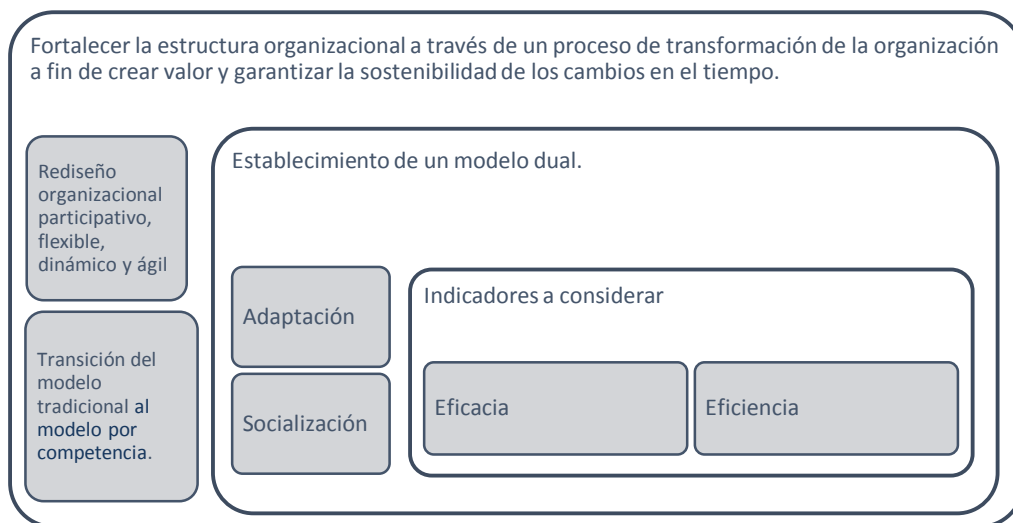 Fortalecer la estructura organizacional a través de un proceso de transformación de la organización
a fin de crear valor y garantizar la sostenibilidad de los cambios en el tiempo.
Rediseño
organizacional
participativo,
flexible,
dinámico y ágil
Transición del
modelo
tradicional al
modelo por
competencia.
Establecimiento de un modelo dual.
Adaptación
Socialización
Indicadores a considerar
Eficacia
Eficiencia